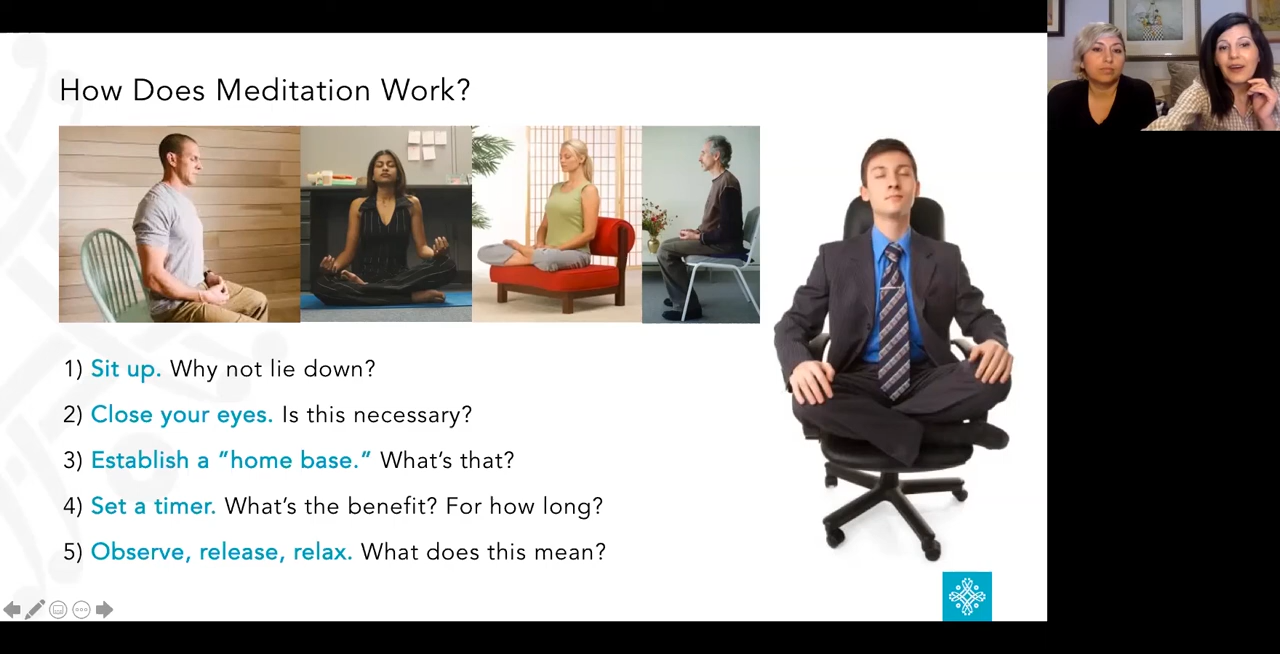 How Does Meditation Work?
1) Sit up. Why not lie down?
2) Close your eyes. Is this necessary?
3) Establish a “home base.” What’s that?
4) Set a timer. What’s the benefit? For how long?
5) Observe, release, relax. What does this mean?